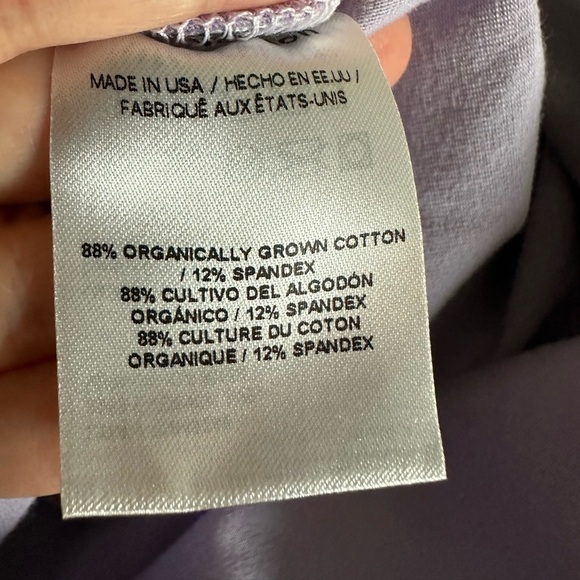 MADE IN USA / HECHO EN EE.UU /
FABRIQUÊ AUX ÉTATS-UNIS
88% ORGANICALLY GROWN COTTON
/ 12% SPANDEX
88% CULTIVO DEL ALGODÓN
ORGÁNICO / 12% SPANDEX
88% CULTURE DU COTON
ORGANIQUE / 12% SPANDEX